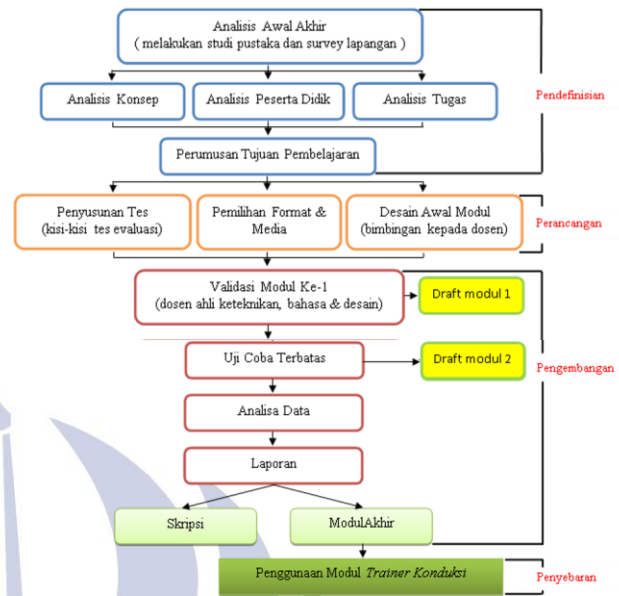 Analisis Awal Akhir
( melakukan studi pustaka dan survey lapangan )
Analisis Konsep
Analisis Peserta Didik
Analisis Tugas
Pendefinisian
Perumusan Tujuan Pembelajaran
Penyusunan Tes
(kisi-kisi tes evaluasi)
Pemilihan Format &
Media
Desain Awal Modul
(bimbingan kepada dosen)
Perancangan
Validasi Modul Ke-1
(dosen ahli keteknikan, bahasa & desain)
Draft modul 1
Uji Coba Terbatas
Draft modul 2
Pengembangan
Analisa Data
Laporan
Skripsi
ModulAkhir
Penggunaan Modul Trainer Konduksi
Penyebaran